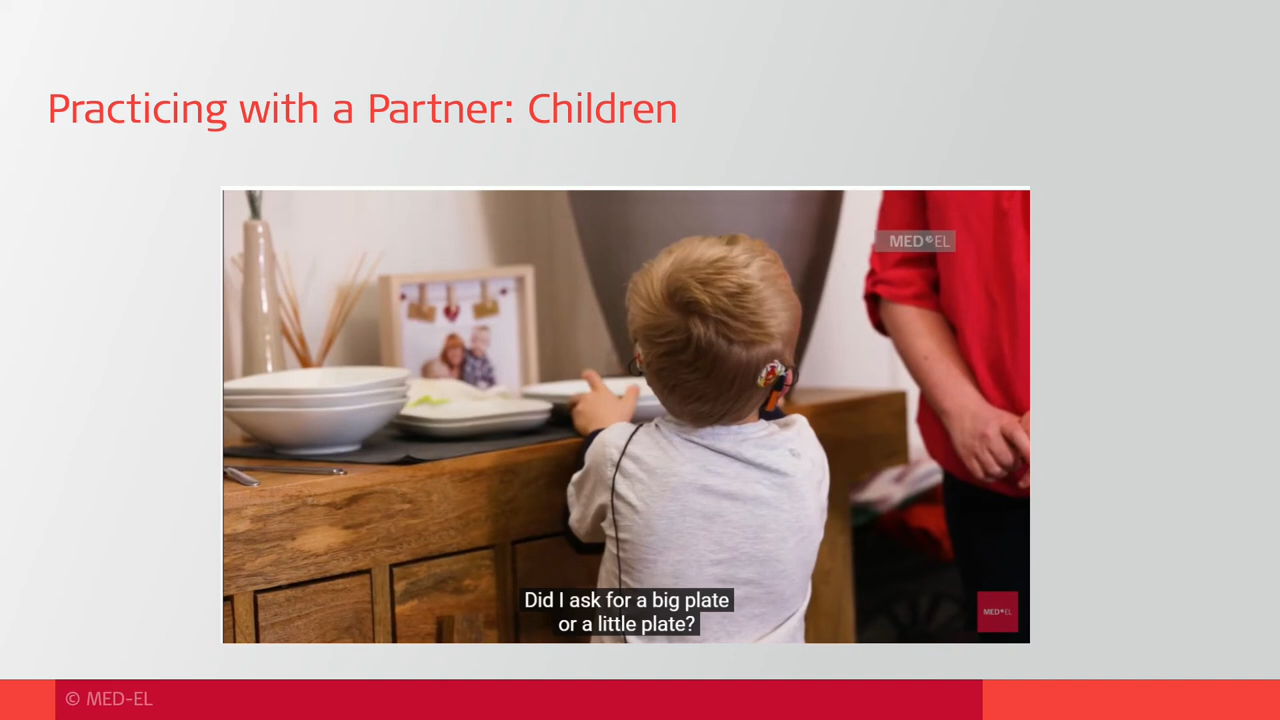 Practicing with a Partner: Children
MED-EL
Did I ask for a big plate
or a little plate?
MED-EL
© MED-EL